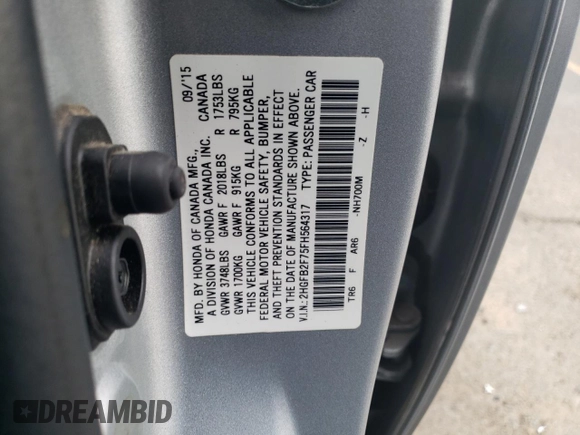 MFD. BY HONDA OF CANADA MFG., 09/'15
A DIVISION OF HONDA CANADA INC. CANADA
GVWR 3748LBS GAWR F 2018LBS R 1753LBS
GVWR 1700KG GAWR F 915KG R 795KG
THIS VEHICLE CONFORMS TO ALL APPLICABLE
FEDERAL MOTOR VEHICLE SAFETY, BUMPER,
AND THEFT PREVENTION STANDARDS IN EFFECT
ON THE DATE OF MANUFACTURE SHOWN ABOVE.
V.I.N.: 2HGFB2F75FH564317 TYPE: PASSENGER CAR
TR6 F AR6 -NH700M -Z -H
DREAMBID